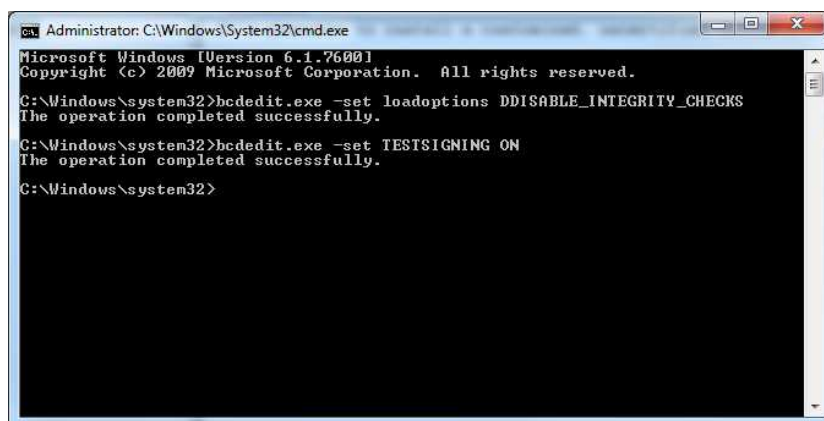 Administrator: C:\Windows\System32\cmd.exe
Microsoft Windows [Version 6.1.7600]
Copyright (c) 2009 Microsoft Corporation.  All rights reserved.
C:\Windows\system32>bcdedit.exe -set loadoptions DDISABLE_INTEGRITY_CHECKS
The operation completed successfully.
C:\Windows\system32>bcdedit.exe -set TESTSIGNING ON
The operation completed successfully.
C:\Windows\system32>